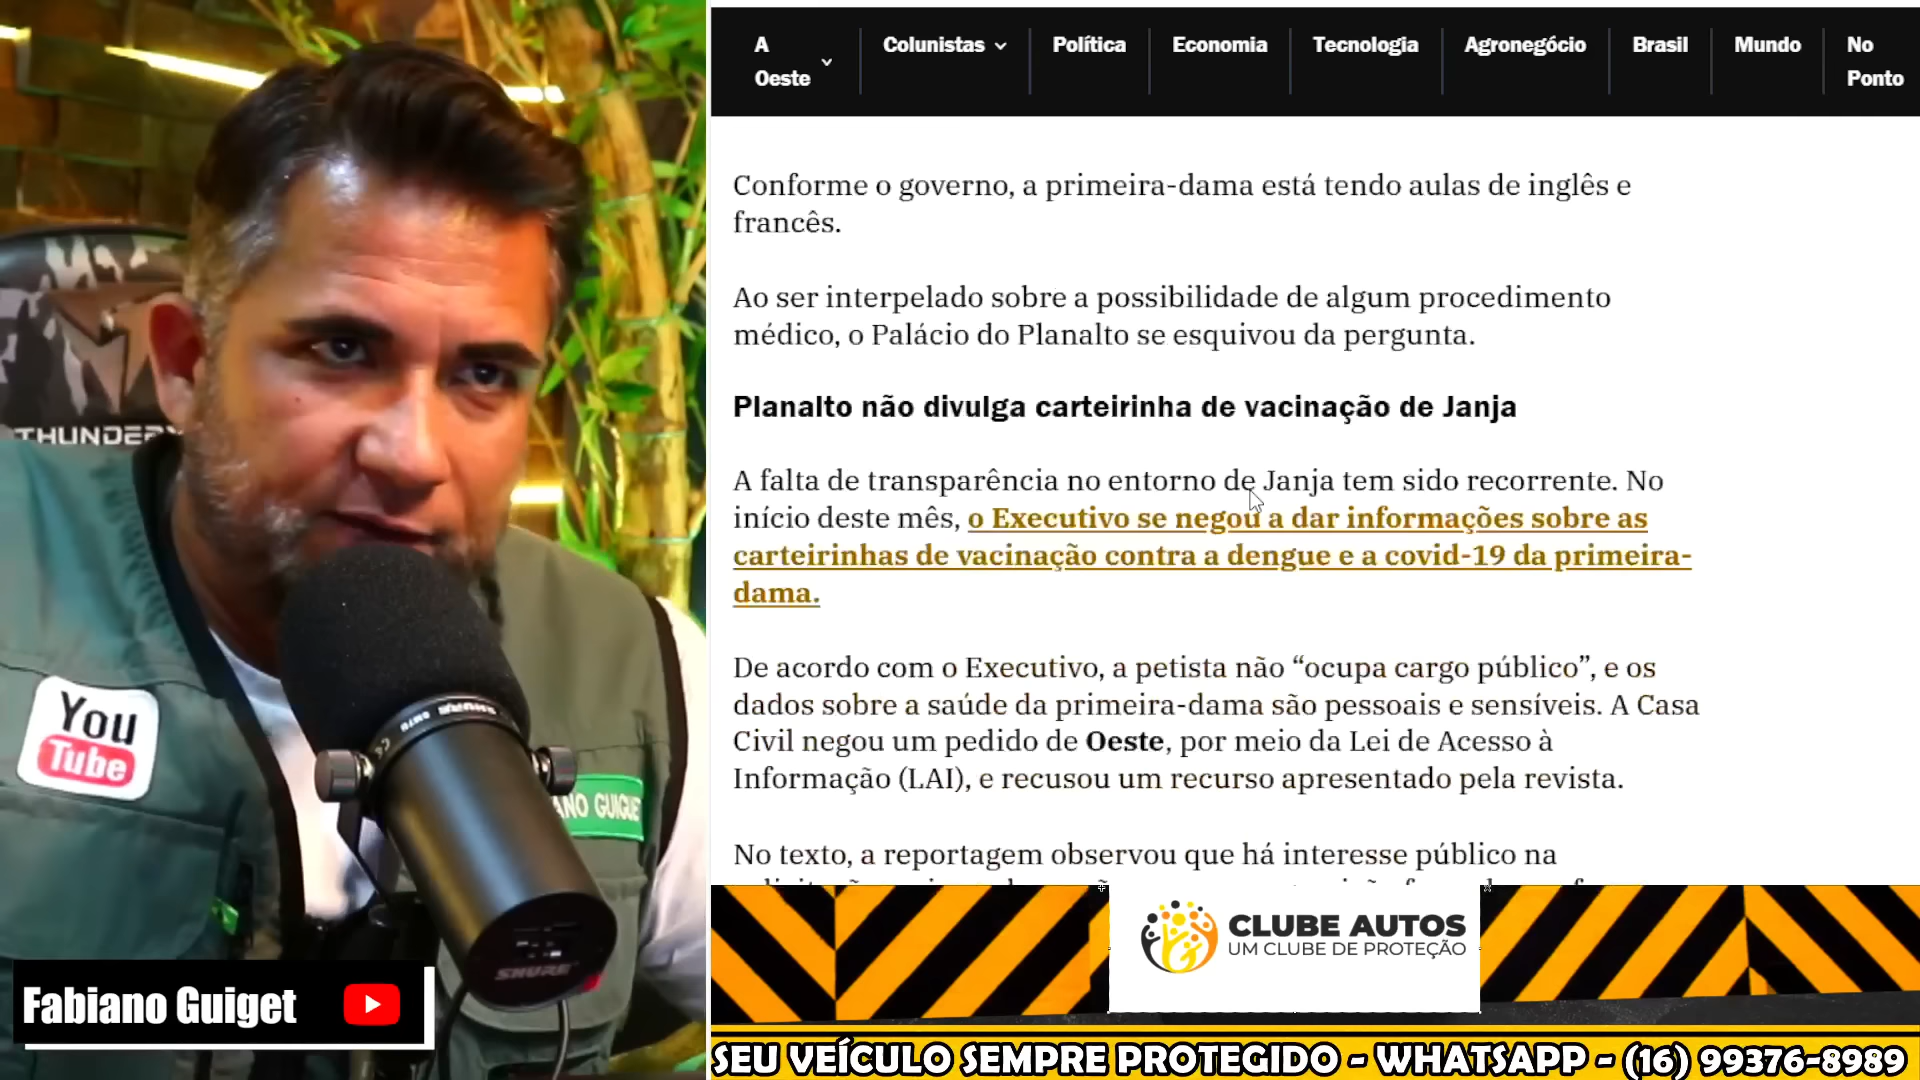 A
Oeste
Colunistas
Política
Economia
Tecnologia
Agronegócio
Brasil
Mundo
No
Ponto
Conforme o governo, a primeira-dama está tendo aulas de inglês e
francês.
Ao ser interpelado sobre a possibilidade de algum procedimento
médico, o Palácio do Planalto se esquivou da pergunta.
Planalto não divulga carteirinha de vacinação de Janja
A falta de transparência no entorno de Janja tem sido recorrente. No
início deste mês, o Executivo se negou a dar informações sobre as
carteirinhas de vacinação contra a dengue e a covid-19 da primeira-
dama.
De acordo com o Executivo, a petista não “ocupa cargo público”, e os
dados sobre a saúde da primeira-dama são pessoais e sensíveis. A Casa
Civil negou um pedido de Oeste, por meio da Lei de Acesso à
Informação (LAI), e recusou um recurso apresentado pela revista.
No texto, a reportagem observou que há interesse público na
You
Tube
ANO GUIGUE
SHURE
Fabiano Guiget
CLUBE AUTOS
UM CLUBE DE PROTEÇÃO
SEU VEÍCULO SEMPRE PROTEGIDO - WHATSAPP - (16) 99376-8989